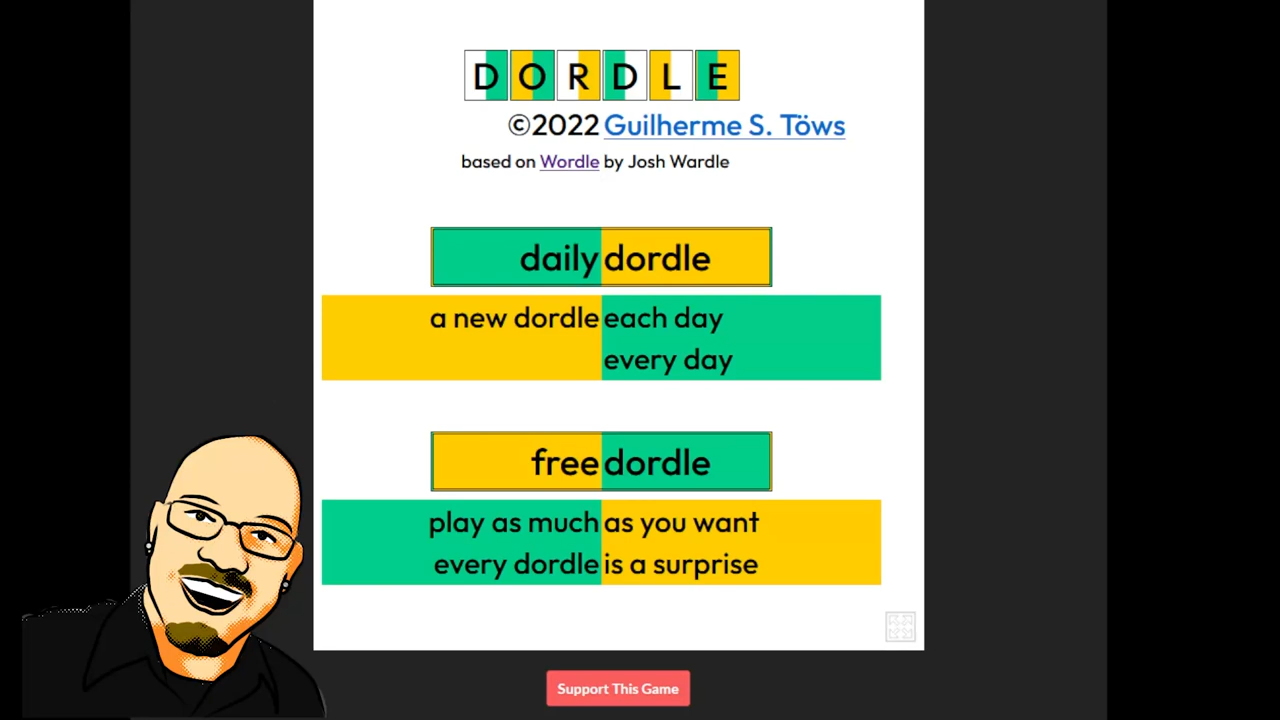 DORDLE
©2022 Guilherme S. Töws
based on Wordle by Josh Wardle
daily dordle
a new dordle each day
every day
free dordle
play as much as you want
every dordle is a surprise
Support This Game